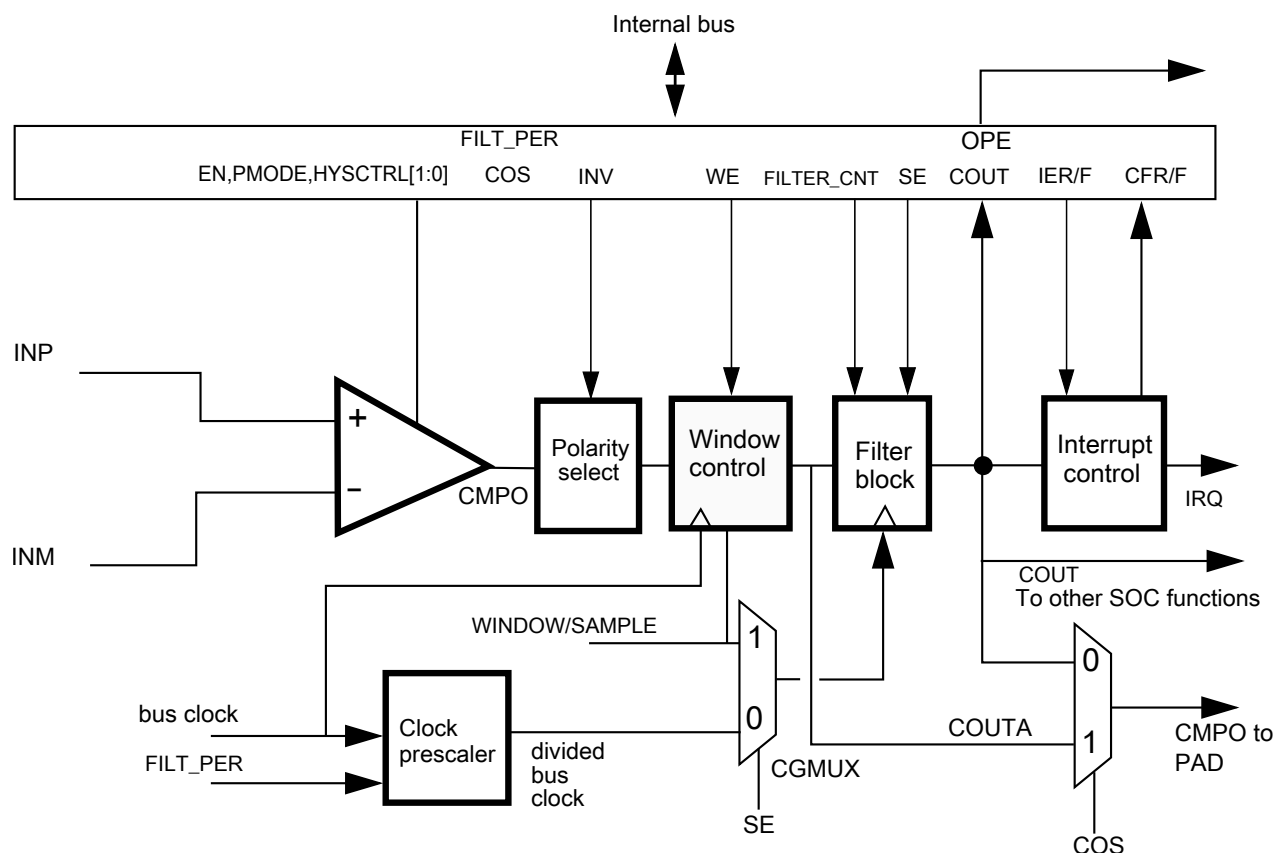 Internal bus
FILT_PER
OPE
EN,PMODE,HYSCTRL[1:0]
COS
INV
WE
FILTER_CNT
SE
COUT
IER/F
CFR/F
INP
+
−
INM
CMPO
Polarity
select
Window
control
Filter
block
Interrupt
control
IRQ
COUT
To other SOC functions
WINDOW/SAMPLE
1
0
CGMUX
SE
bus clock
FILT_PER
Clock
prescaler
divided
bus
clock
COUTA
0
1
CMPO to
PAD
COS